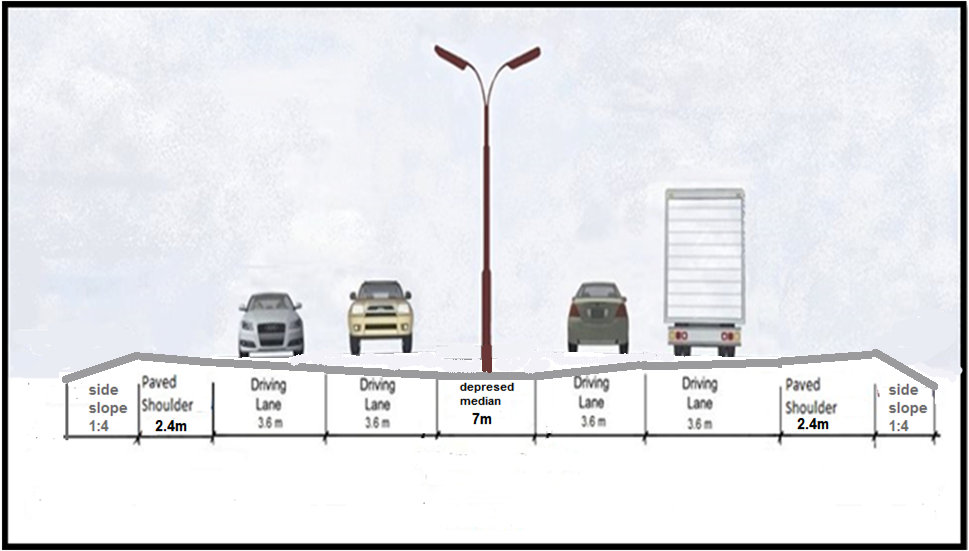 side
slope
1:4
Paved
Shoulder
2.4m
Driving
Lane
3.6 m
Driving
Lane
3.6 m
depresed
median
7m
Driving
Lane
3.6 m
Driving
Lane
3.6 m
Paved
Shoulder
2.4m
side
slope
1:4